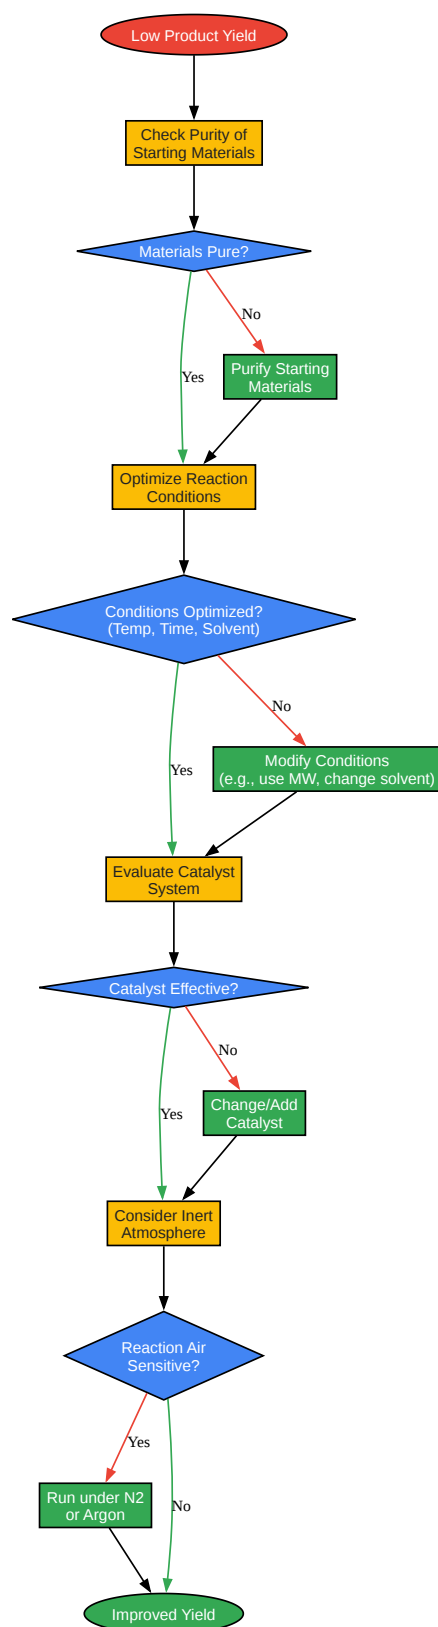 Low Product Yield
Check Purity of
Starting Materials
Materials Pure?
No
Purify Starting
Materials
Yes
Optimize Reaction
Conditions
Conditions Optimized?
(Temp, Time, Solvent)
No
Modify Conditions
(e.g., use MW, change solvent)
Yes
Evaluate Catalyst
System
Catalyst Effective?
No
Change/Add
Catalyst
Yes
Consider Inert
Atmosphere
Reaction Air
Sensitive?
Yes
Run under N2
or Argon
No
Improved Yield